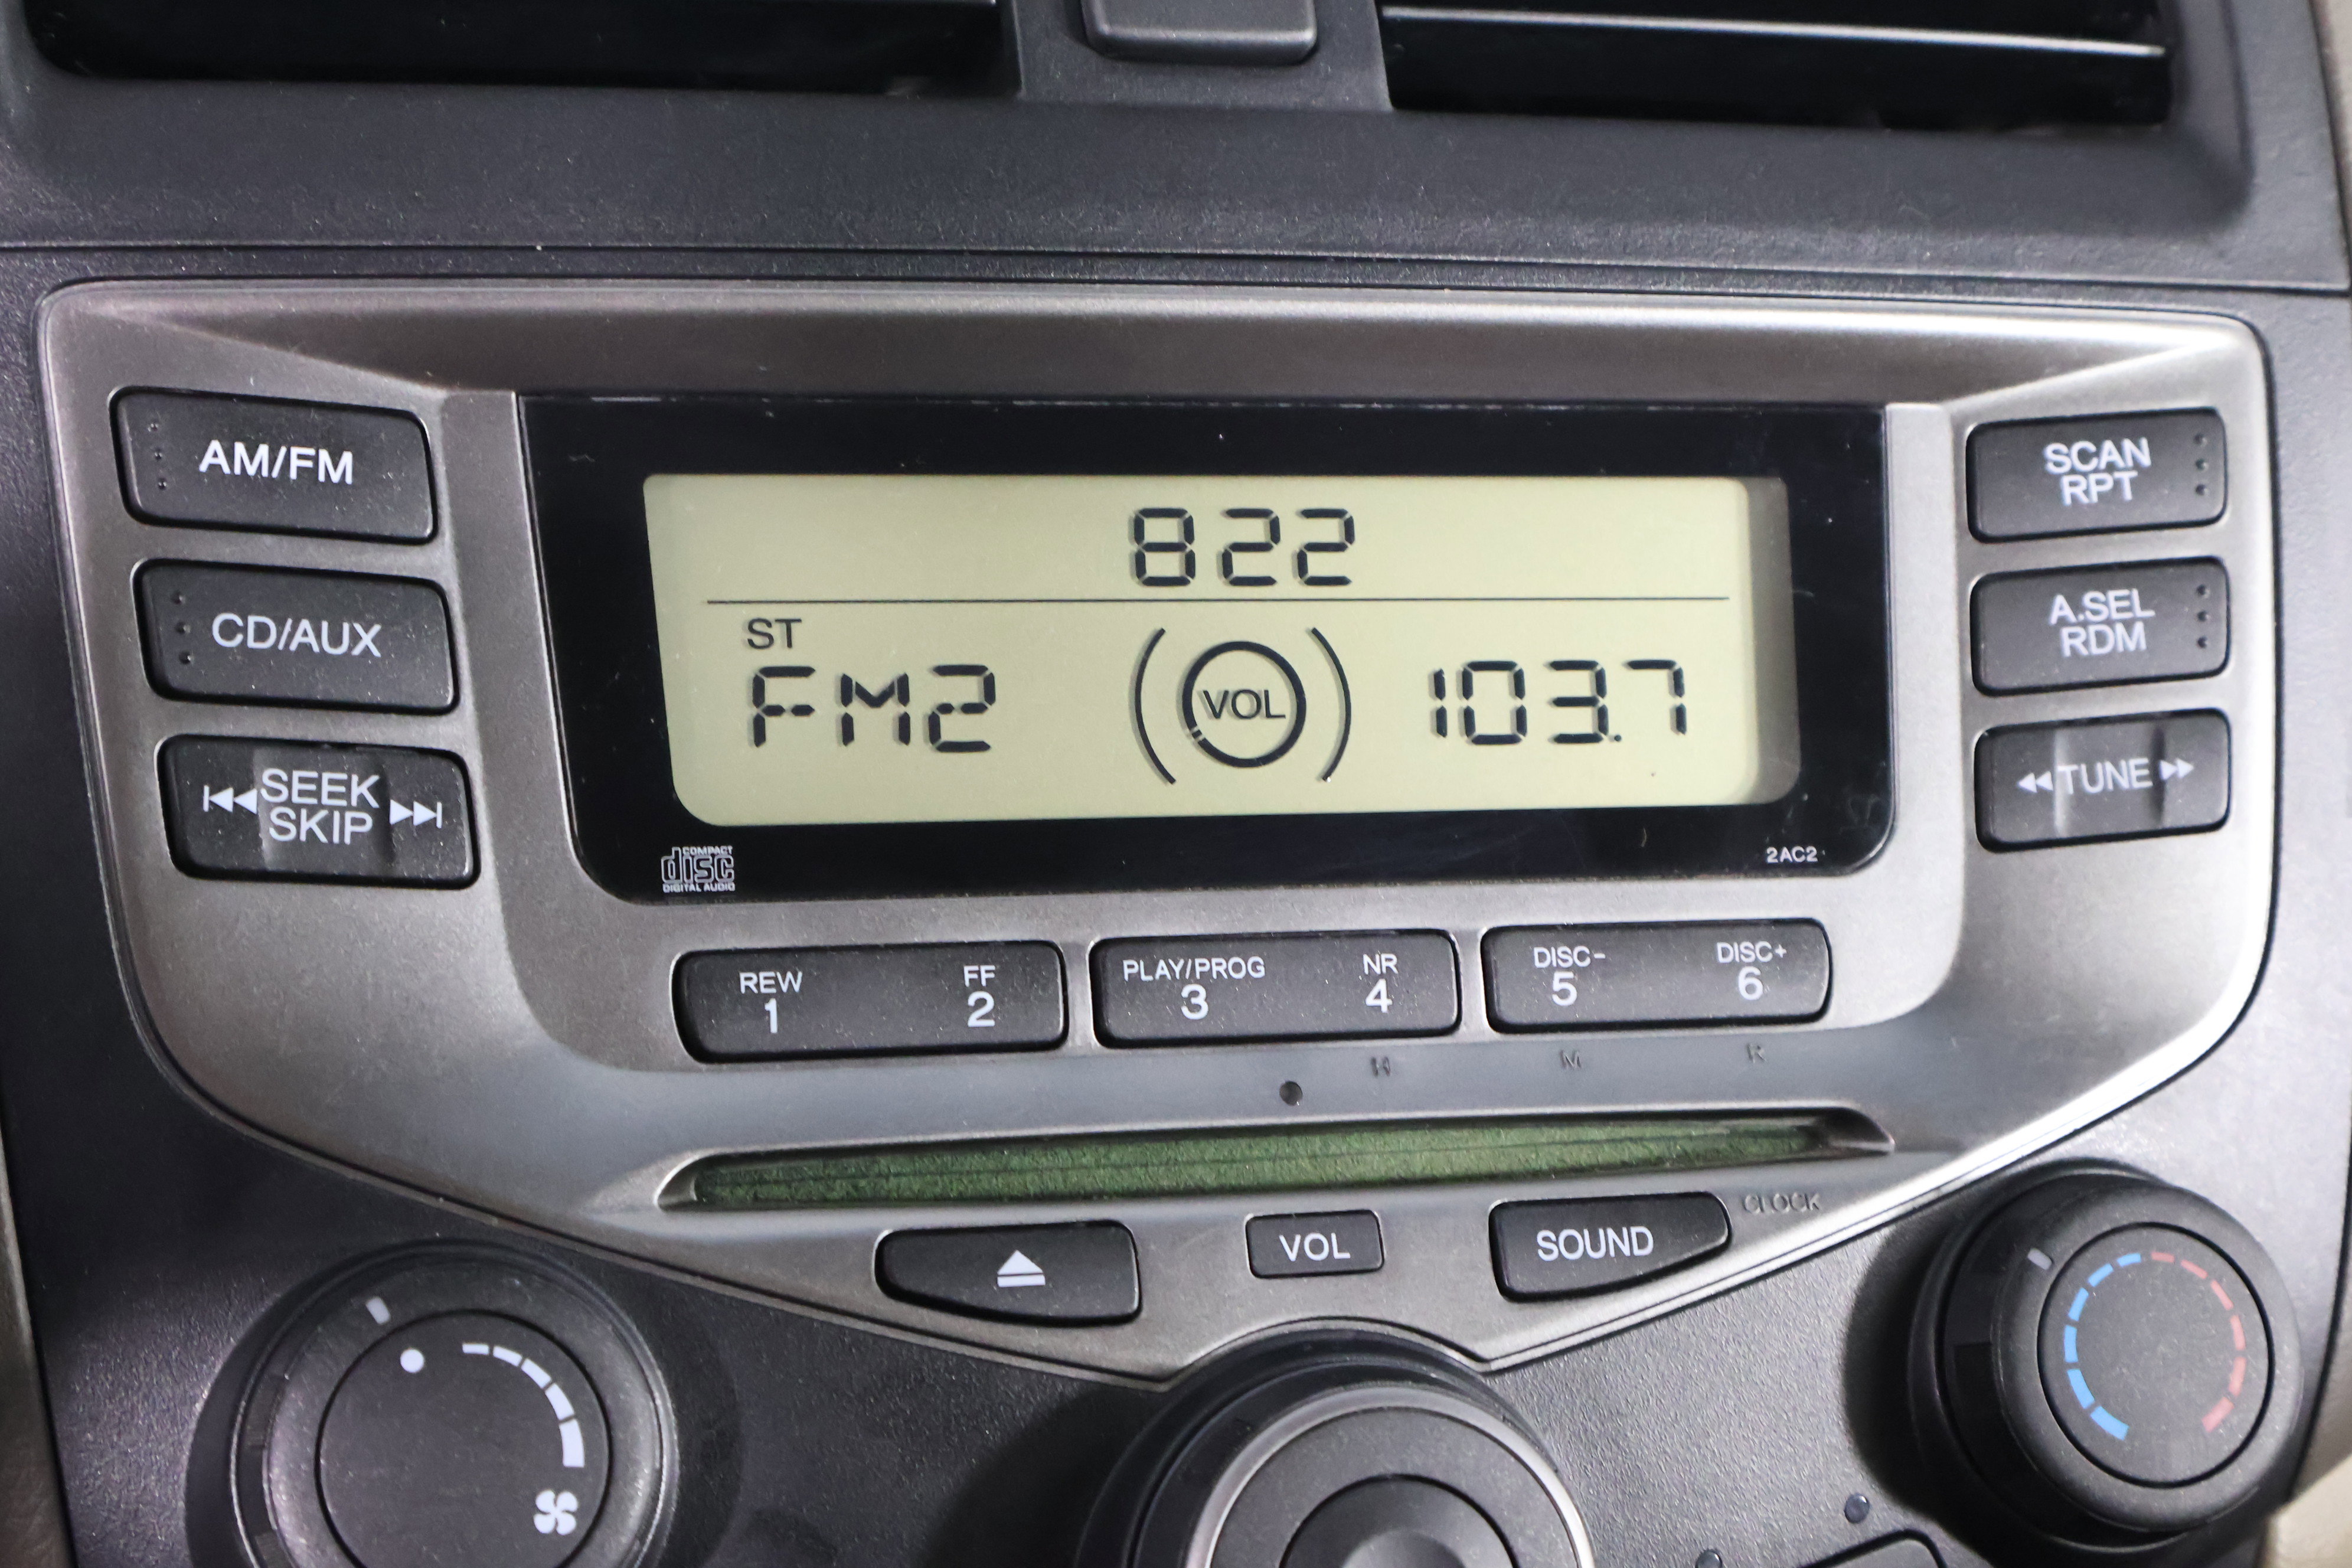 AM/FM
CD/AUX
SEEK
SKIP
822
ST
FM2
VOL
103.7
SCAN
RPT
A.SEL
RDM
TUNE
COMPACT
disc
DIGITAL AUDIO
2AC2
REW
1
FF
2
PLAY/PROG
3
NR
4
DISC-
5
DISC+
6
H
M
R
VOL
SOUND
CLOCK